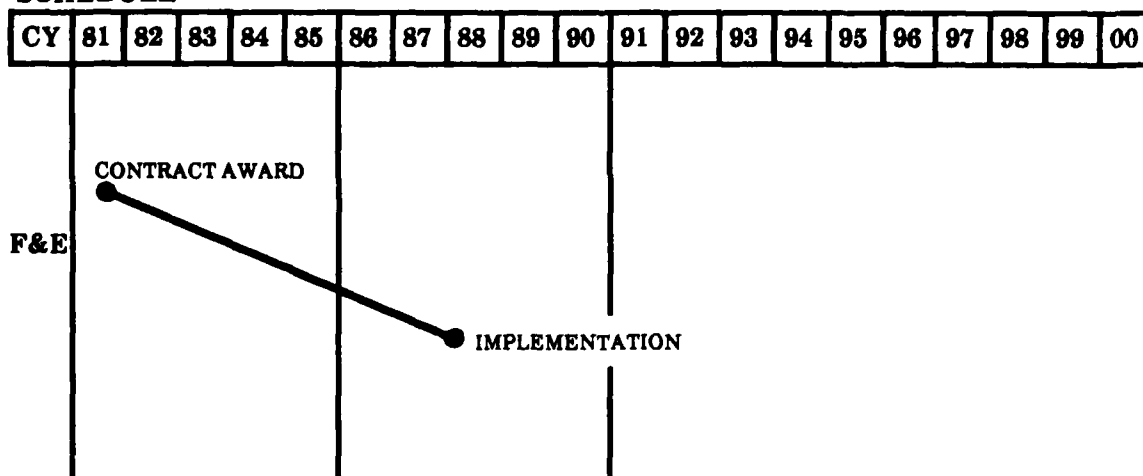 CY 81 82 83 84 85 86 87 88 89 90 91 92 93 94 95 96 97 98 99 00
CONTRACT AWARD
F&E
IMPLEMENTATION